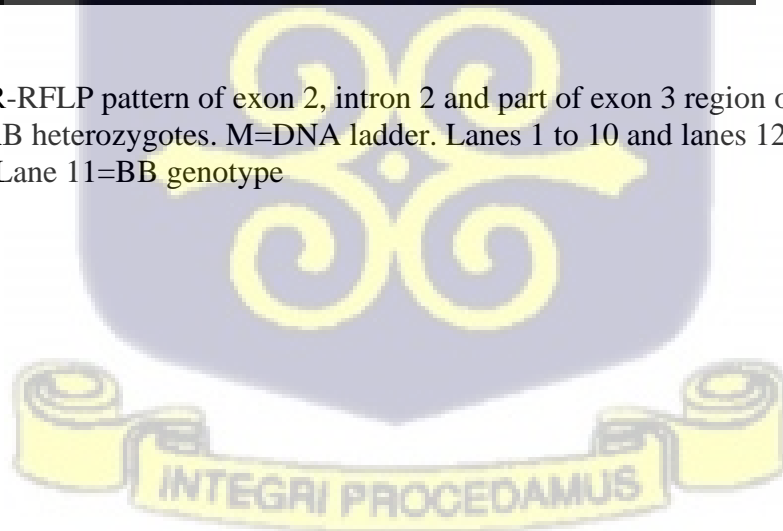 R-RFLP pattern of exon 2, intron 2 and part of exon 3 region o
AB heterozygotes. M=DNA ladder. Lanes 1 to 10 and lanes 12
Lane 11=BB genotype
INTEGRI PROCEDAMUS